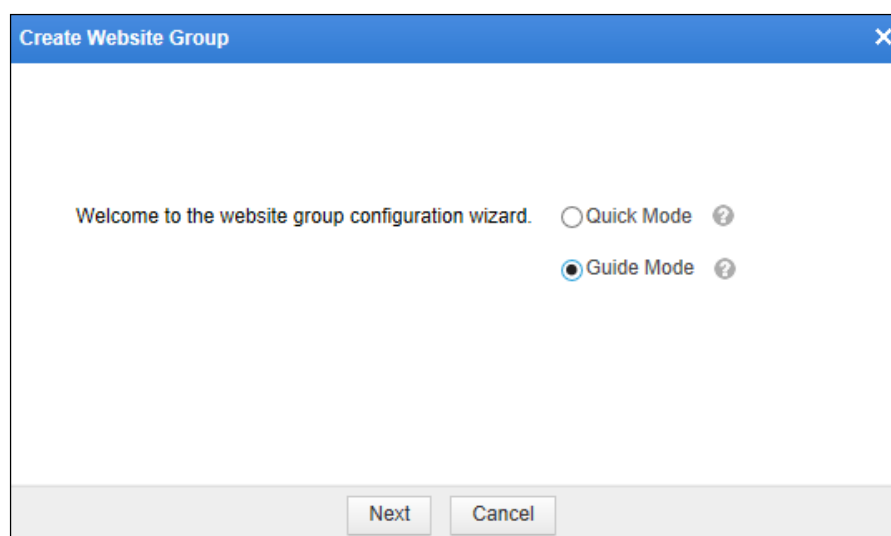 Create Website Group
Welcome to the website group configuration wizard. Quick Mode
Guide Mode
Next Cancel